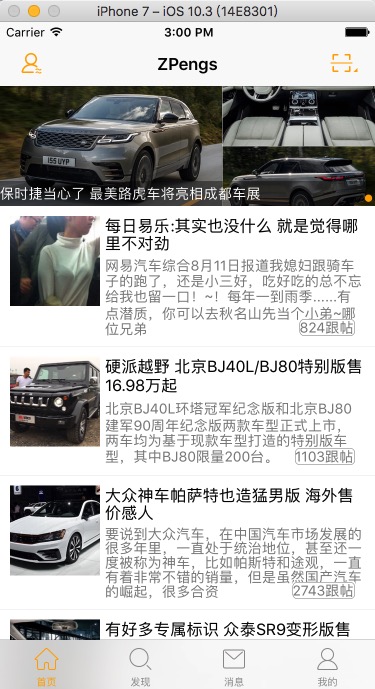 iPhone 7 – iOS 10.3 (14E8301)
Carrier 3:00 PM
ZPengs
155 UYP
保时捷当心了 最美路虎车将亮相成都车展
每日易乐:其实也没什么 就是觉得哪
里不对劲
网易汽车综合8月11日报道我媳妇跟骑车
子的跑了，还是小三好，吃好吃的总不忘
给我也留一口！~！每年一到雨季......有
点潜质，你可以去秋名山先当个小弟~哪
位兄弟
824跟帖
硬派越野 北京BJ40L/BJ80特别版售
16.98万起
北京BJ40L环塔冠军纪念版和北京BJ80
建军90周年纪念版两款车型正式上市，
两车均为基于现款车型打造的特别版车
型，其中BJ80限量200台。
1103跟帖
大众神车帕萨特也造猛男版 海外售
价感人
要说到大众汽车，在中国汽车市场发展的
很多年里，一直处于统治地位，甚至还一
度被称为神车，比如帕斯特和途观，一直
有着非常不错的销量，但是虽然国产汽车
的崛起，很多合资
2743跟帖
有好多专属标识 众泰SR9变形版售
首页 发现 消息 我的